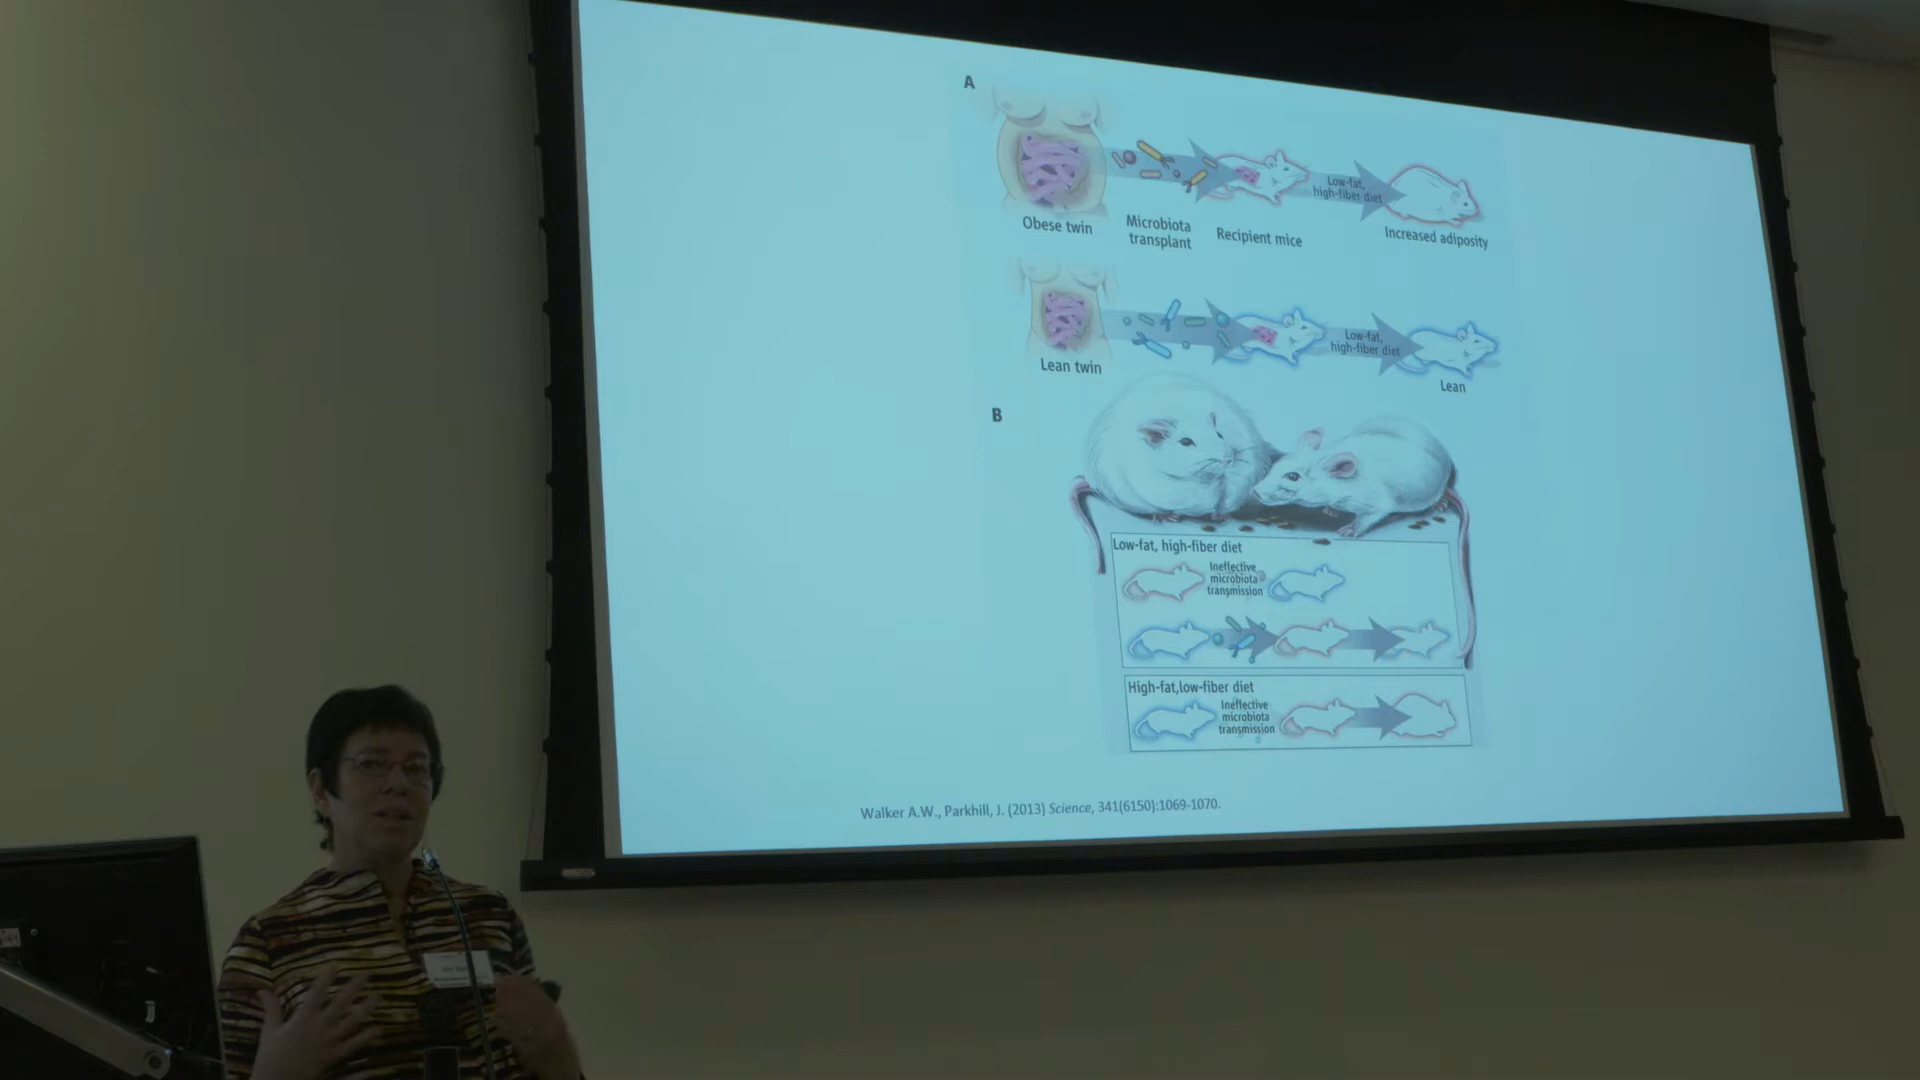 A
Obese twin
Microbiota
transplant
Recipient mice
Low-fat,
high-fiber diet
Increased adiposity
Lean twin
Low-fat,
high-fiber diet
Lean
B
Low-fat, high-fiber diet
Ineffective
microbiota
transmission
High-fat,low-fiber diet
Ineffective
microbiota
transmission
Walker A.W., Parkhill, J. (2013) Science, 341(6150):1069-1070.